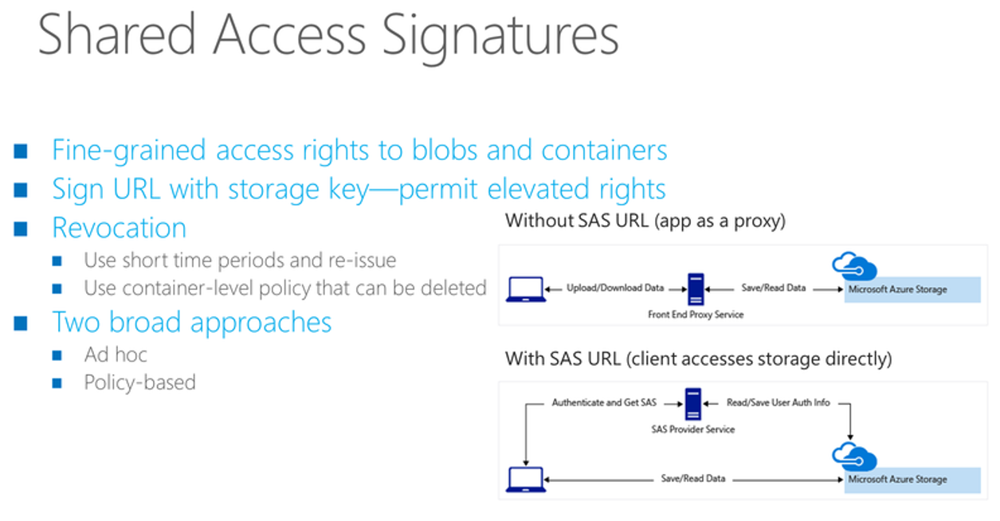 Shared Access Signatures
Fine-grained access rights to blobs and containers
Sign URL with storage key—permit elevated rights
Revocation
Use short time periods and re-issue
Use container-level policy that can be deleted
Two broad approaches
Ad hoc
Policy-based
Without SAS URL (app as a proxy)
Upload/Download Data
Save/Read Data
Microsoft Azure Storage
Front End Proxy Service
With SAS URL (client accesses storage directly)
Authenticate and Get SAS
Read/Save User Auth Info
SAS Provider Service
Save/Read Data
Microsoft Azure Storage